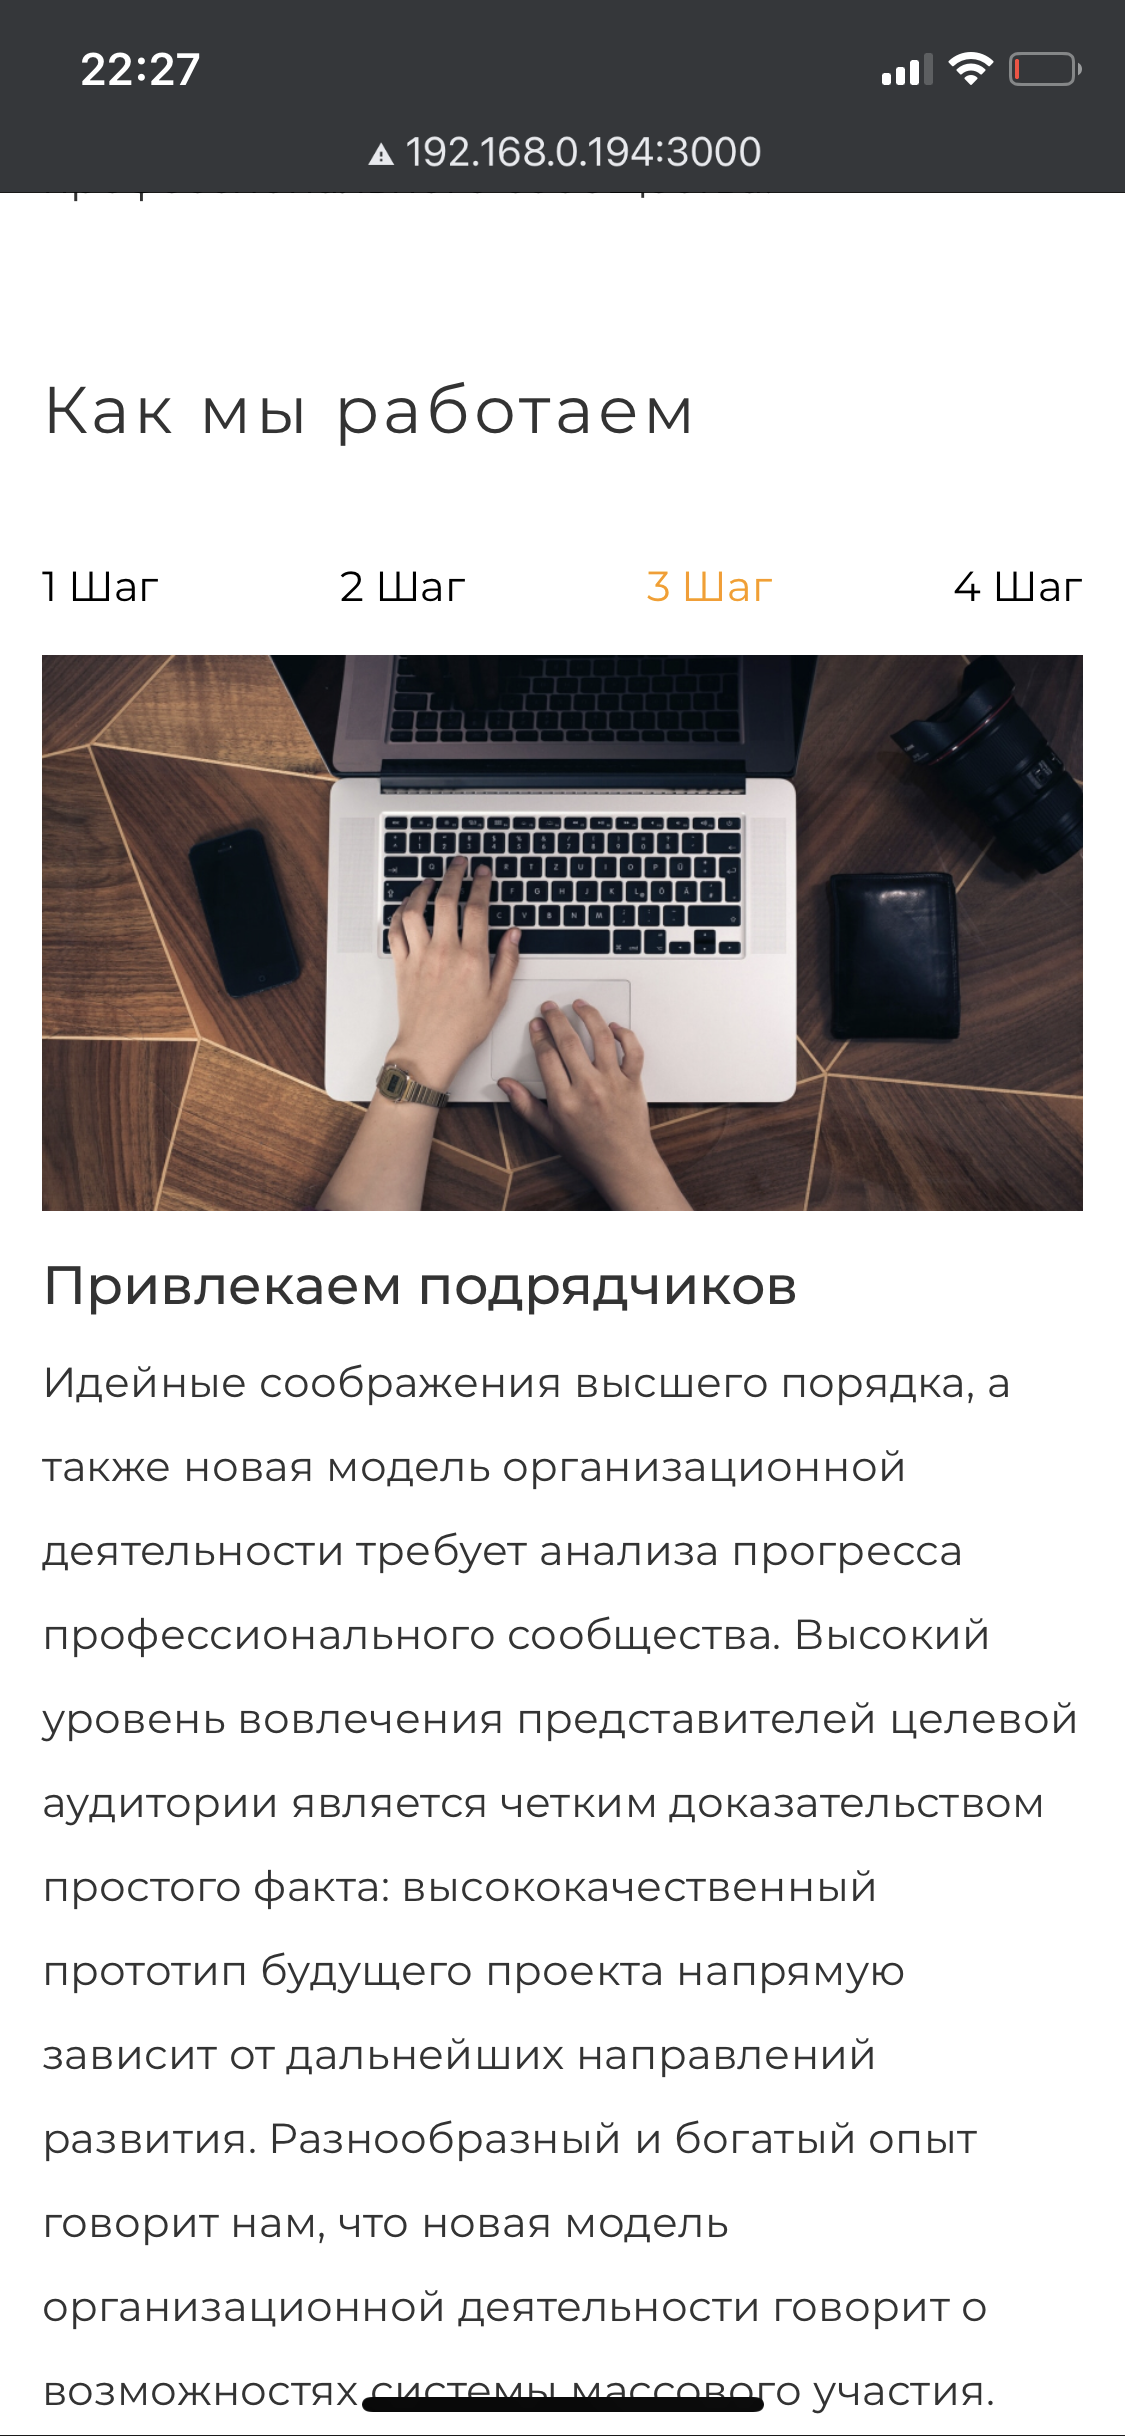 22:27
192.168.0.194:3000
Как мы работаем
1 Шаг 2 Шаг 3 Шаг 4 Шаг
Привлекаем подрядчиков
Идейные соображения высшего порядка, а
также новая модель организационной
деятельности требует анализа прогресса
профессионального сообщества. Высокий
уровень вовлечения представителей целевой
аудитории является четким доказательством
простого факта: высококачественный
прототип будущего проекта напрямую
зависит от дальнейших направлений
развития. Разнообразный и богатый опыт
говорит нам, что новая модель
организационной деятельности говорит о
возможностях системы массового участия.